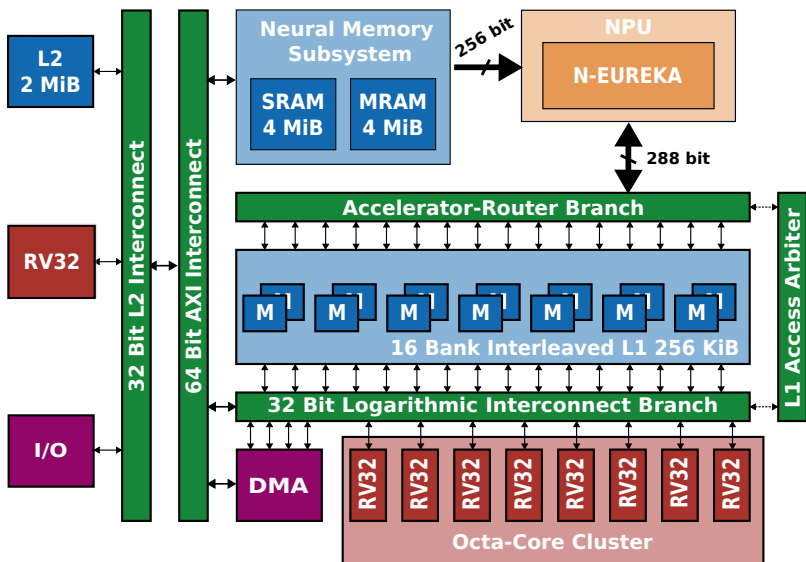 L2
2 MiB
RV32
I/O
32 Bit L2 Interconnect
64 Bit AXI Interconnect
Neural Memory
Subsystem
SRAM
4 MiB
MRAM
4 MiB
256 bit
NPU
N-EUREKA
288 bit
Accelerator-Router Branch
M
M
M
M
M
M
M
16 Bank Interleaved L1 256 KiB
32 Bit Logarithmic Interconnect Branch
L1 Access Arbiter
DMA
RV32
RV32
RV32
RV32
RV32
RV32
RV32
RV32
Octa-Core Cluster